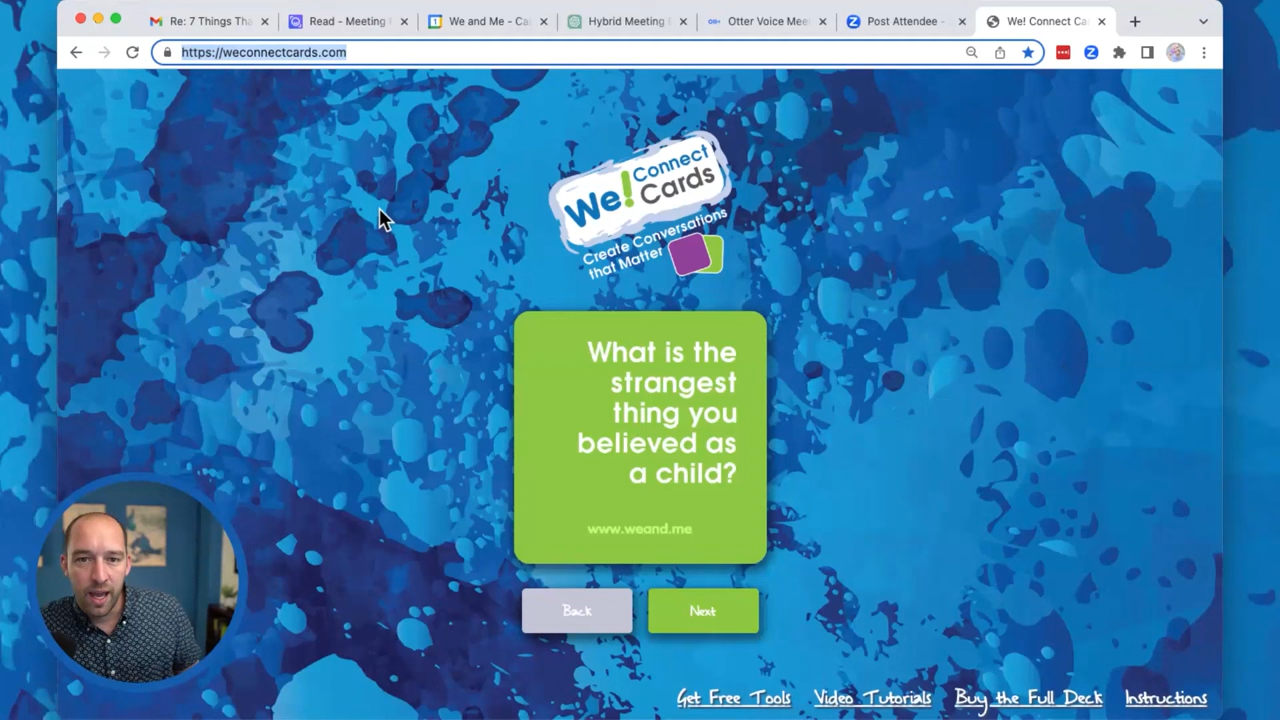 Re: 7 Things Tha
Read - Meeting
We and Me - Ca
Hybrid Meeting
Otter Voice Mee
Post Attendee -
We! Connect Ca
https://weconnectcards.com
We! Connect
Cards
Create Conversations
that Matter
What is the
strangest
thing you
believed as
a child?
www.weand.me
Back
Next
Get Free Tools
Video Tutorials
Buy the Full Deck
Instructions